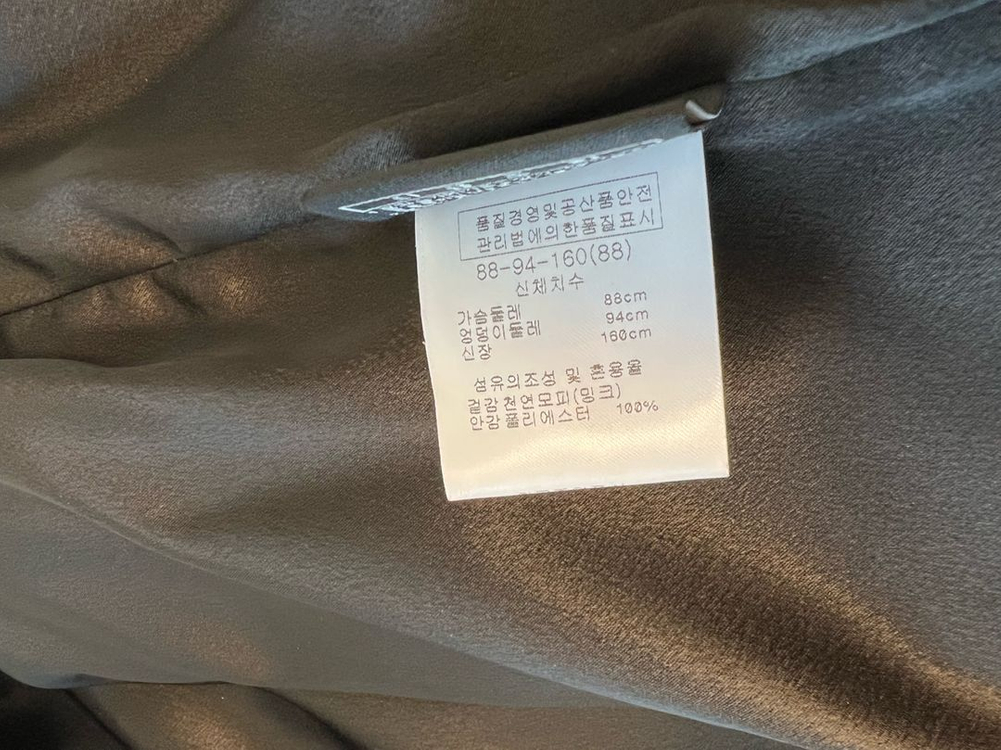 품질경영및공산품안전
관리법에의한품질표시
88-94-160(88)
신체치수
가슴둘레 88cm
엉덩이둘레 94cm
신장 160cm
섬유의조성 및 혼용율
겉감천연모피(밍크)
안감폴리에스터 100%